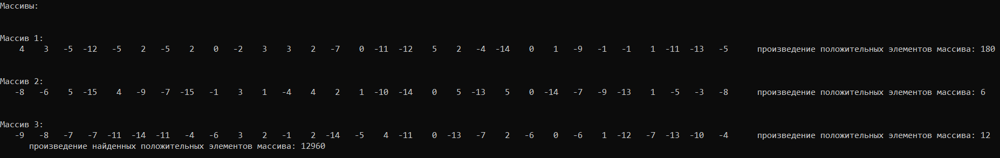 Массивы:
Массив 1:
4 3 -5 -12 -5 2 -5 2 0 -2 3 3 2 -7 0 -11 -12 5 2 -4 -14 0 1 -9 -1 -1 1 -11 -13 -5 произведение положительных элементов массива: 180
Массив 2:
-8 -6 5 -15 4 -9 -7 -15 -1 3 1 -4 4 2 1 -10 -14 0 5 -13 5 0 -14 -7 -9 -13 1 -5 -3 -8 произведение положительных элементов массива: 6
Массив 3:
-9 -8 -7 -7 -11 -14 -11 -4 -6 3 2 -1 2 -14 -5 4 -11 0 -13 -7 2 -6 0 -6 1 -12 -7 -13 -10 -4 произведение положительных элементов массива: 12
произведение найденных положительных элементов массива: 12960